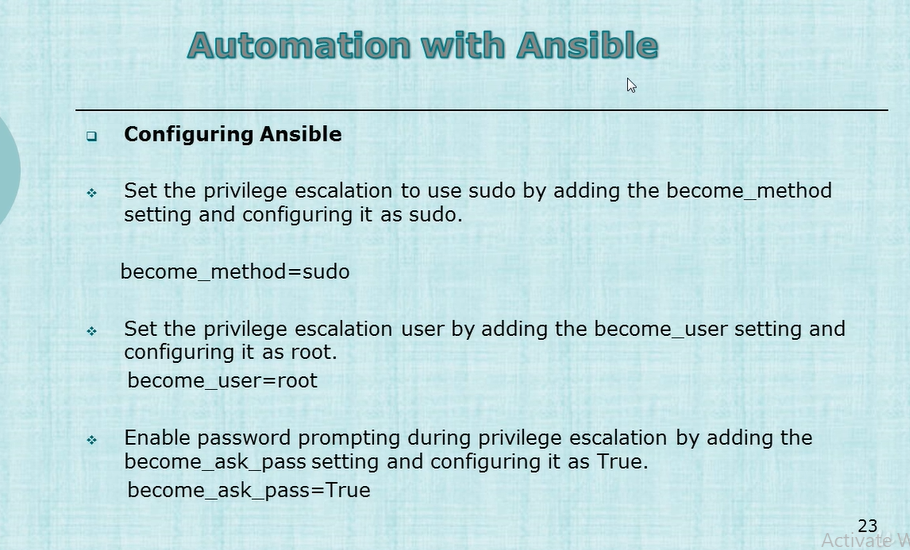 Automation with Ansible
Configuring Ansible
Set the privilege escalation to use sudo by adding the become_method
setting and configuring it as sudo.
become_method=sudo
Set the privilege escalation user by adding the become_user setting and
configuring it as root.
become_user=root
Enable password prompting during privilege escalation by adding the
become_ask_pass setting and configuring it as True.
become_ask_pass=True
23
Activate W